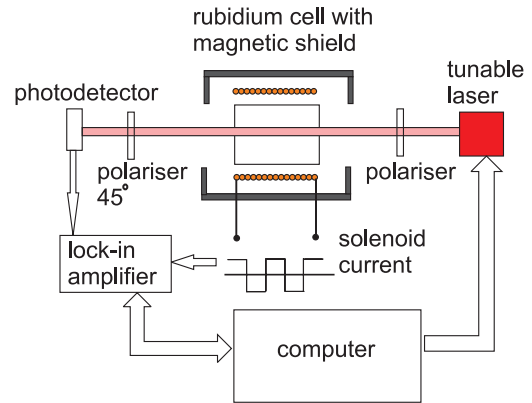 rubidium cell with
magnetic shield
tunable
laser
photodetector
polariser
45°
polariser
lock-in
amplifier
solenoid
current
computer